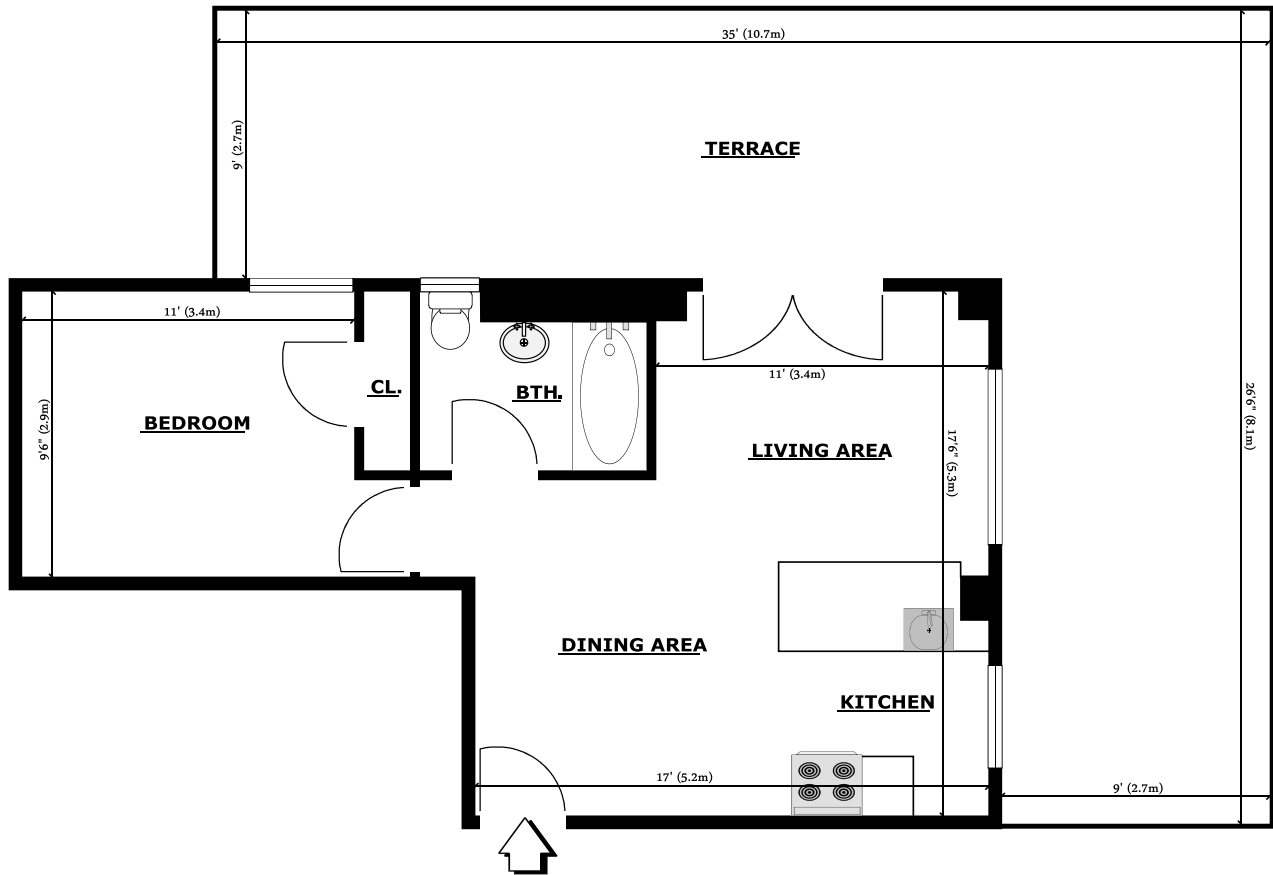 35' (10.7m)
9' (2.7m)
TERRACE
11' (3.4m)
11' (3.4m)
CL.
BTH.
26'6" (8.1m)
9'6" (2.9m)
BEDROOM
LIVING AREA
17'6" (5.3m)
DINING AREA
KITCHEN
17' (5.2m)
9' (2.7m)